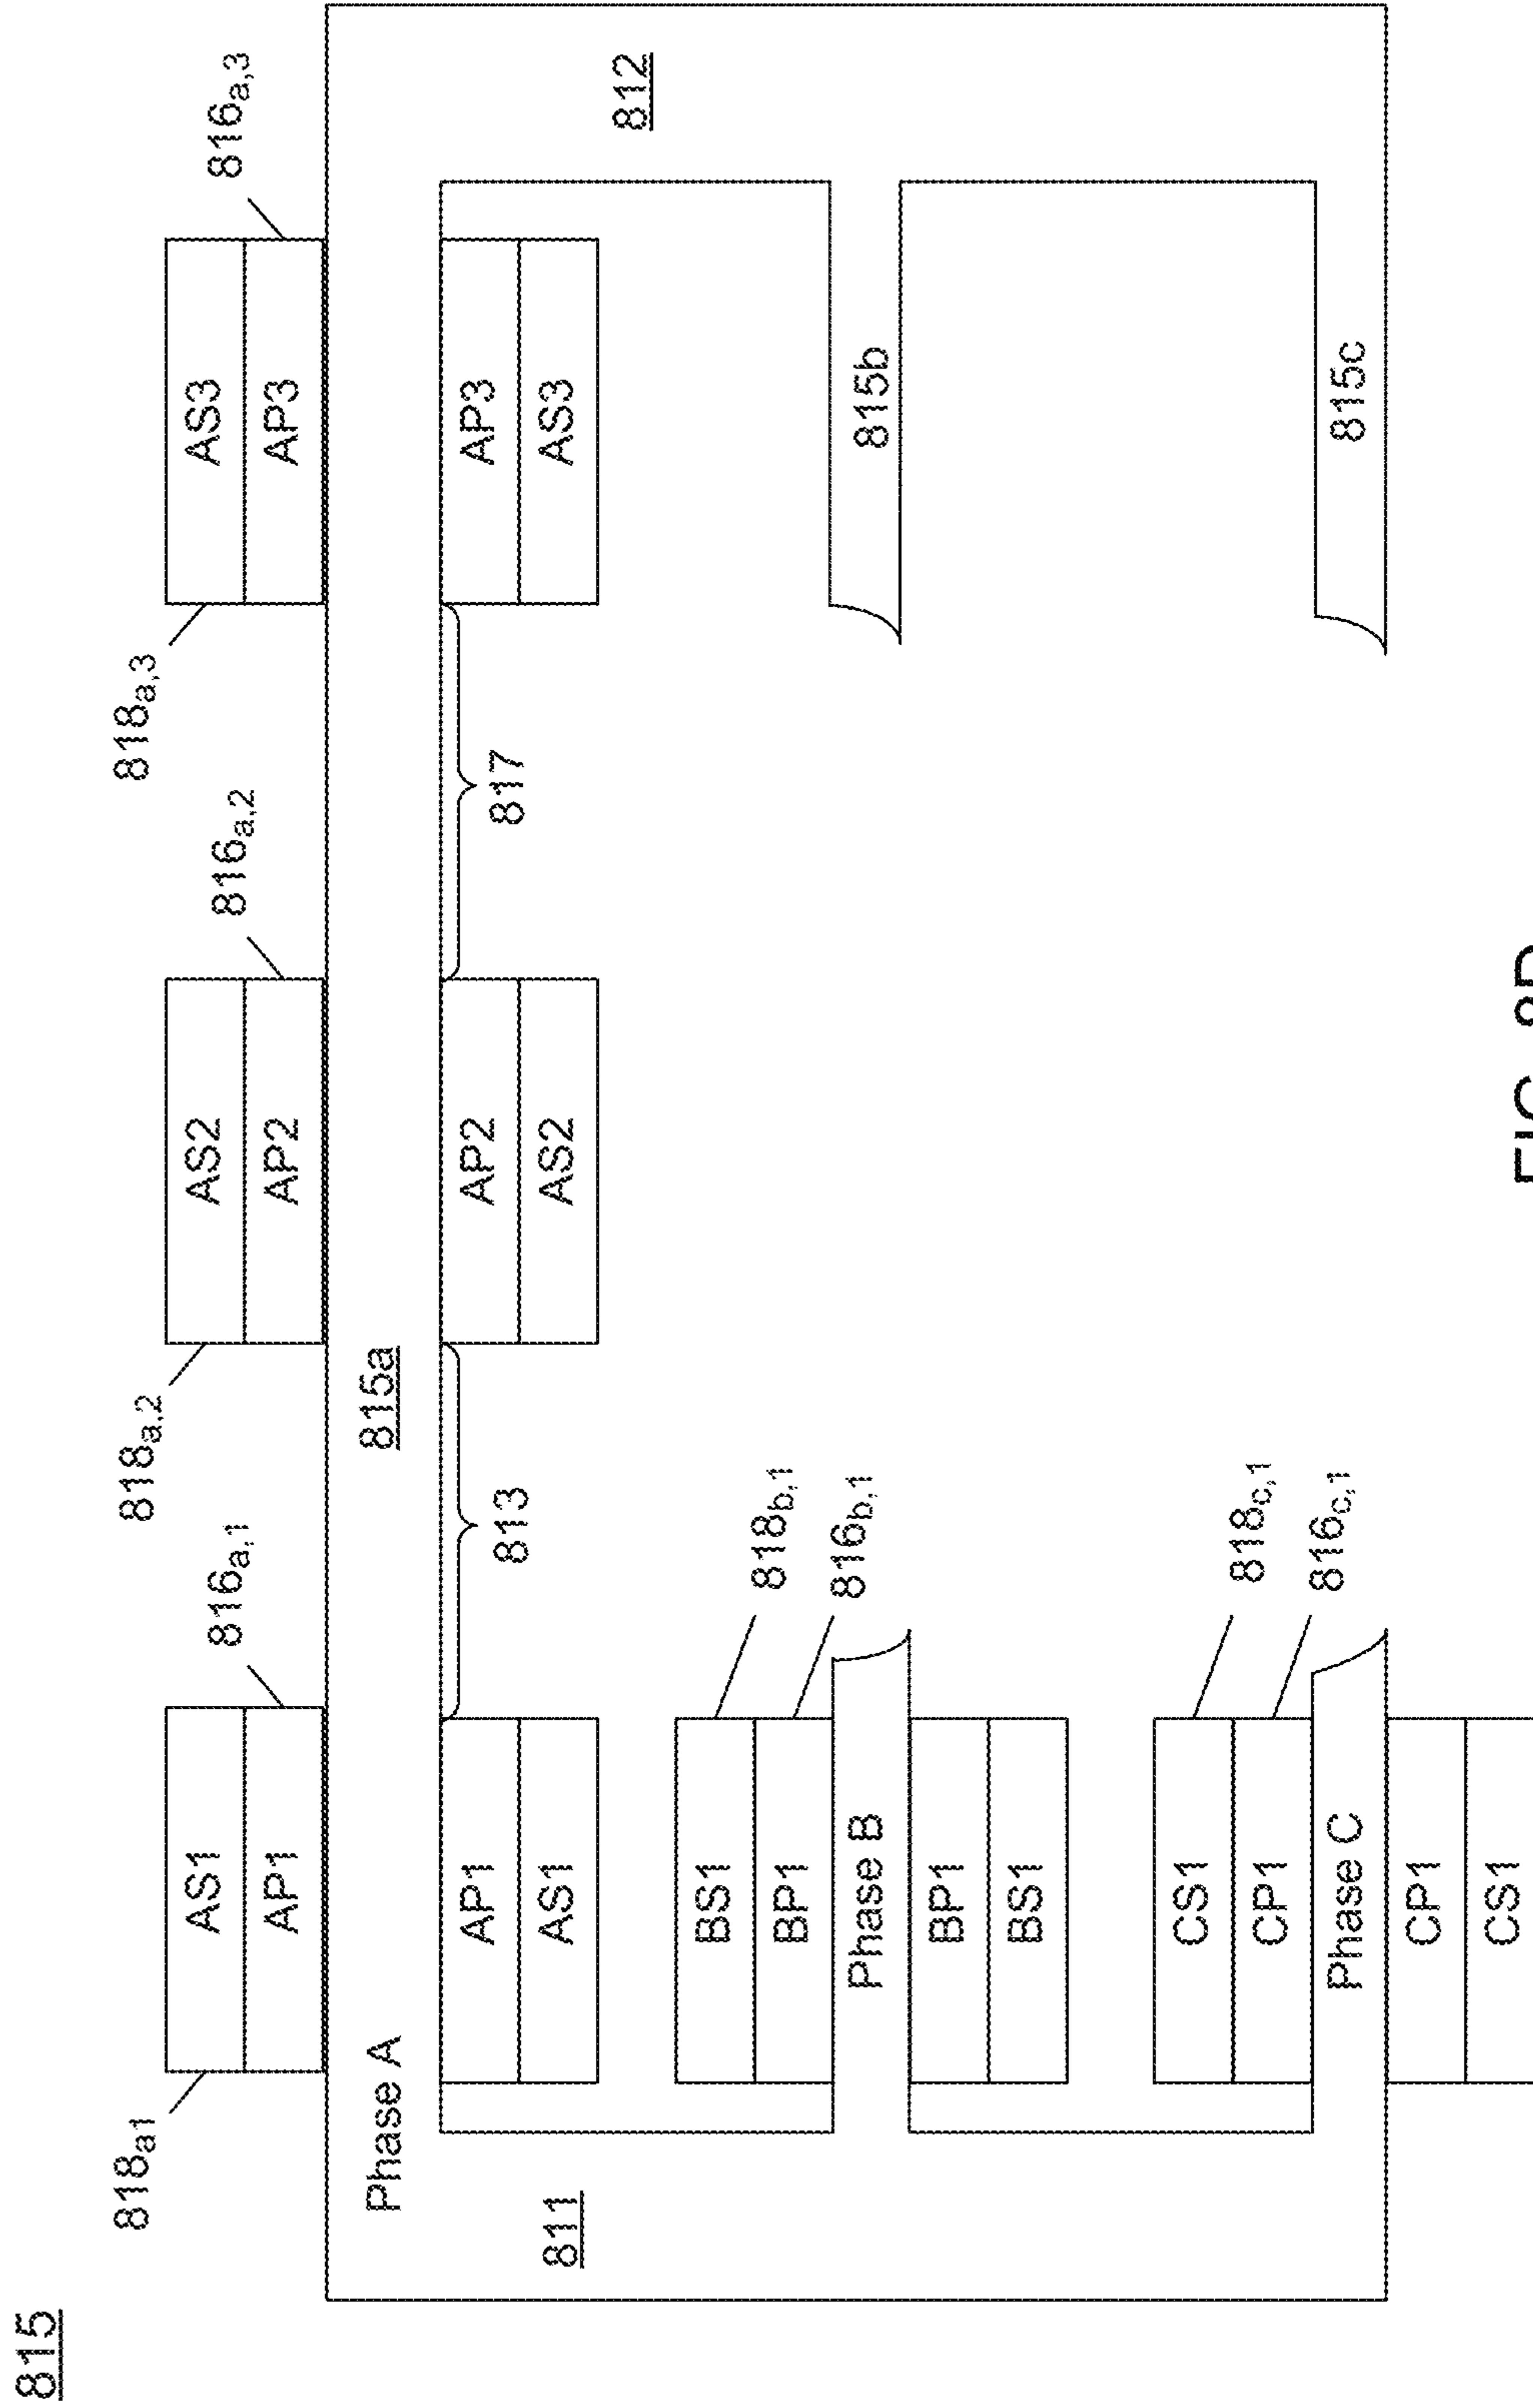 815
818a1
818a,2
818a,3
816a,1
816a,2
816a,3
AS1
AS2
AS3
AP1
AP2
AP3
Phase A
815a
AP1
AP2
AP3
813
817
AS1
AS2
AS3
811
812
BS1
818b,1
BP1
816b,1
Phase B
815b
BP1
BS1
CS1
818c,1
CP1
816c,1
Phase C
815c
CP1
CS1
FIG